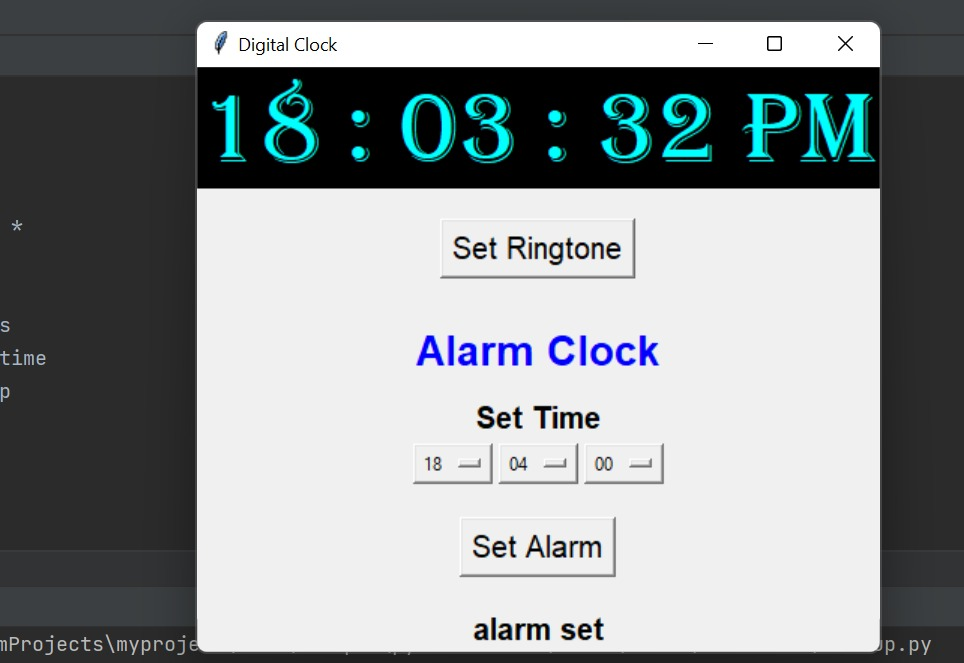 Digital Clock
18 : 03 : 32 PM
*
Set Ringtone
s
time
Alarm Clock
p
Set Time
18 04 00
Set Alarm
alarm set
mProjects\myproje
up.py